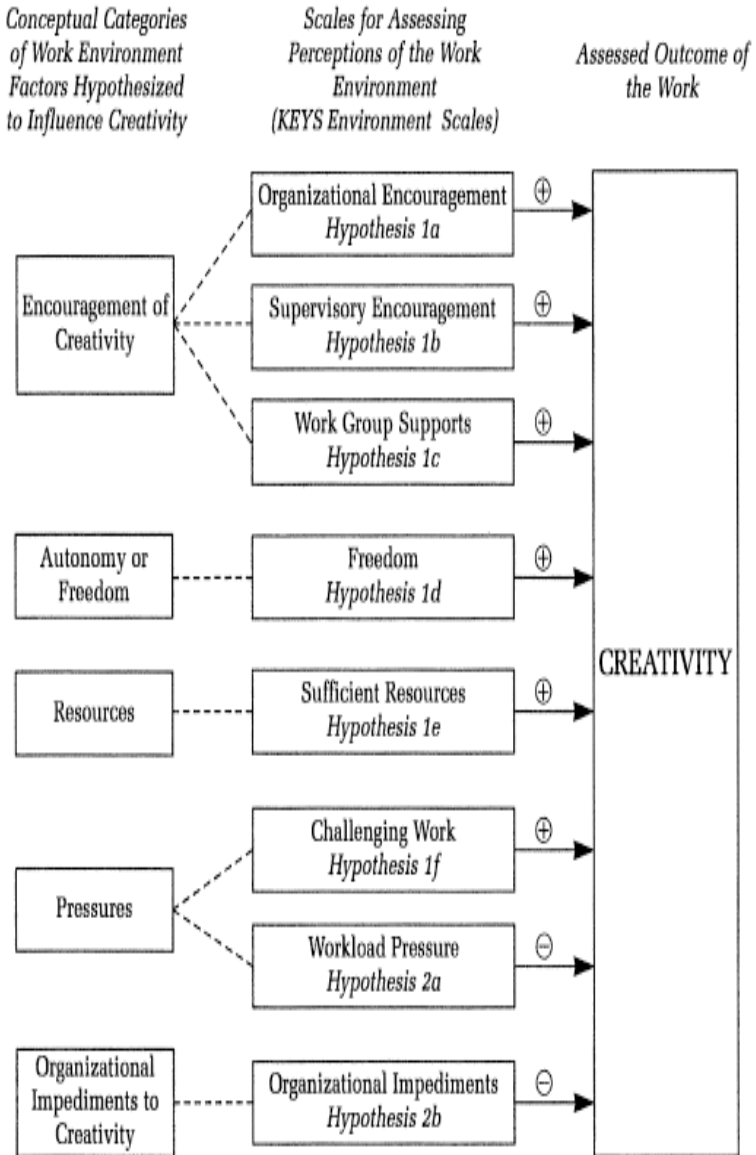 Conceptual Categories
of Work Environment
Factors Hypothesized
to Influence Creativity
Scales for Assessing
Perceptions of the Work
Environment
(KEYS Environment Scales)
Assessed Outcome of
the Work
Encouragement of
Creativity
Organizational Encouragement
Hypothesis 1a
⊕
Supervisory Encouragement
Hypothesis 1b
⊕
Work Group Supports
Hypothesis 1c
⊕
Autonomy or
Freedom
Freedom
Hypothesis 1d
⊕
Resources
Sufficient Resources
Hypothesis 1e
⊕
Pressures
Challenging Work
Hypothesis 1f
⊕
Workload Pressure
Hypothesis 2a
⊖
Organizational
Impediments to
Creativity
Organizational Impediments
Hypothesis 2b
⊖
CREATIVITY